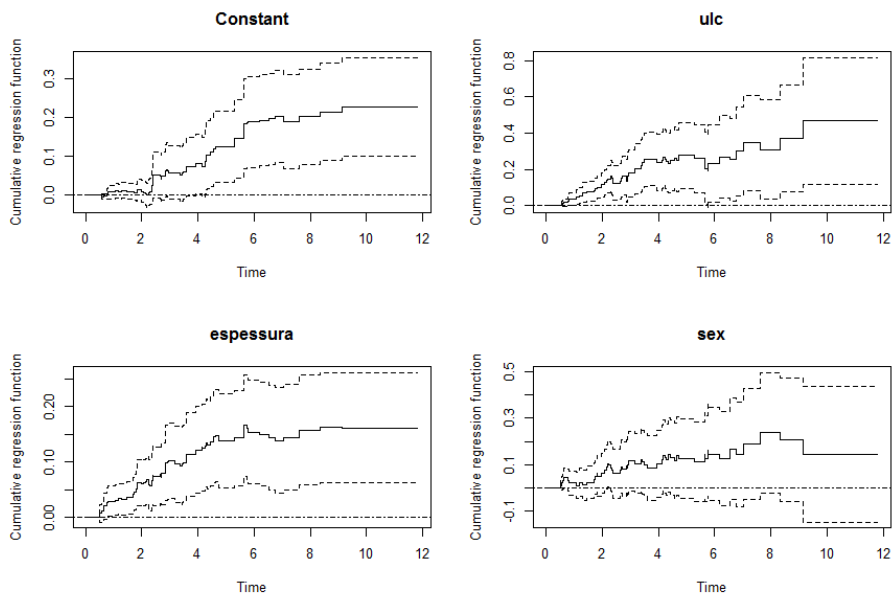 Constant
Cumulative regression function
0.0 0.1 0.2 0.3
0 2 4 6 8 10 12
Time
ulc
Cumulative regression function
0.0 0.2 0.4 0.6 0.8
0 2 4 6 8 10 12
Time
espessura
Cumulative regression function
0.00 0.10 0.20
0 2 4 6 8 10 12
Time
sex
Cumulative regression function
-0.1 0.1 0.3 0.5
0 2 4 6 8 10 12
Time